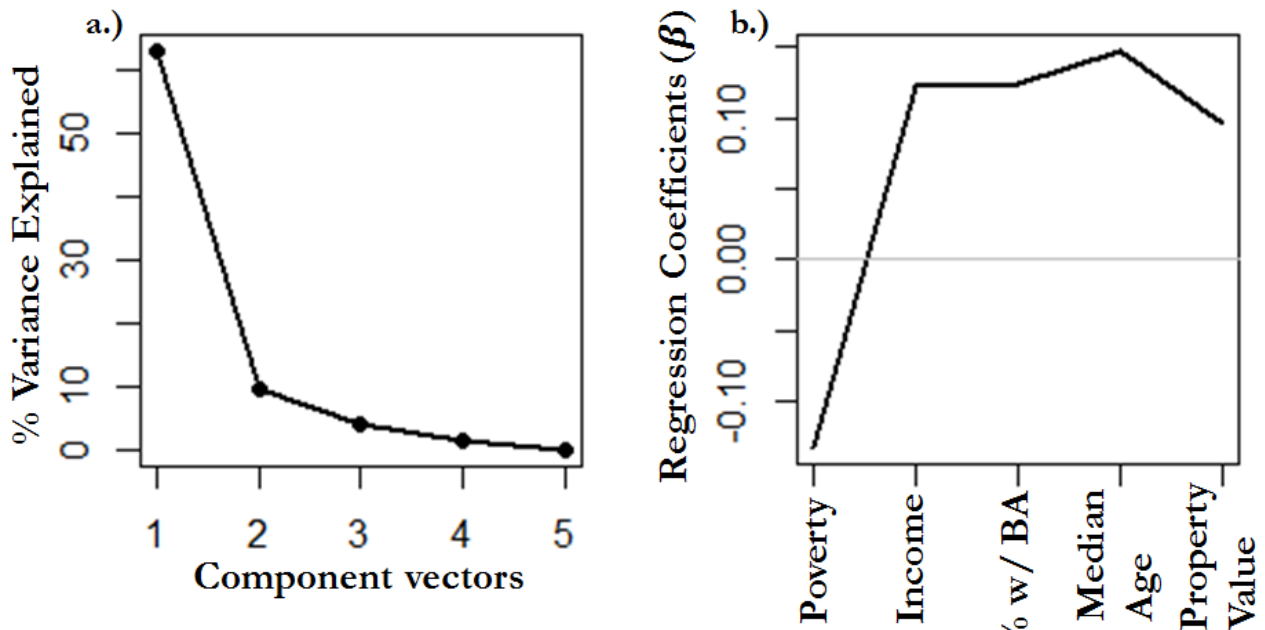 a.)
% Variance Explained
50
30
10
0
1 2 3 4 5
Component vectors
b.)
Regression Coefficients (β)
0.10
0.00
-0.10
Poverty
Income
% w/ BA
Median
Age
Property
Value